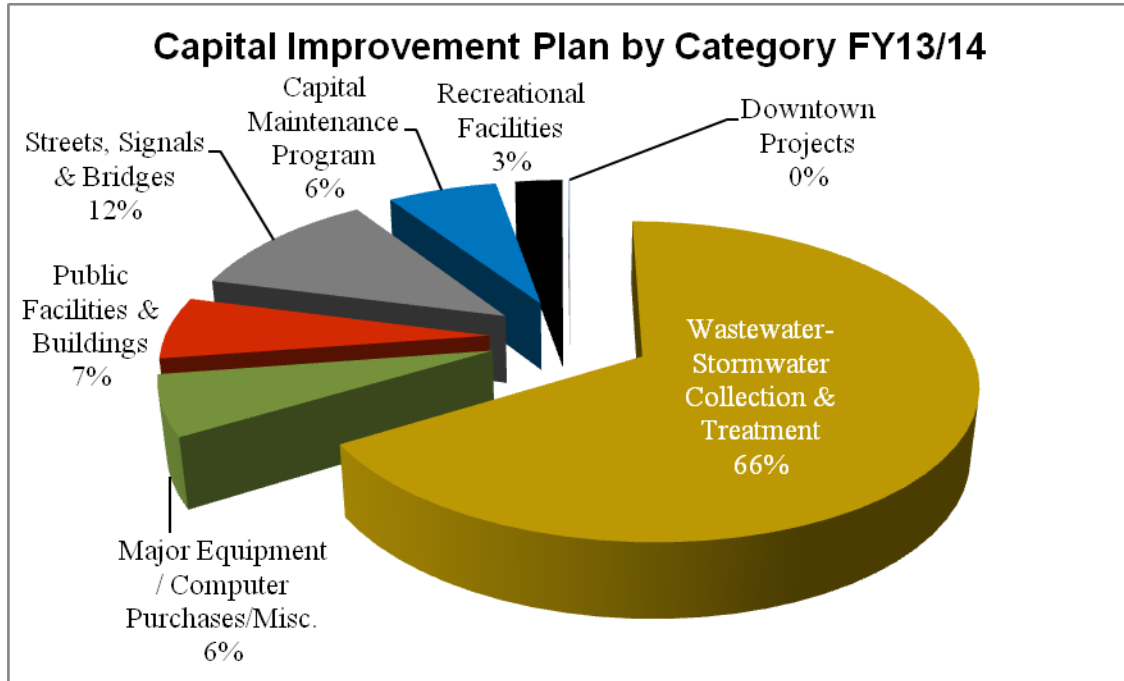 Capital Improvement Plan by Category FY13/14
Capital
Maintenance
Program
6%
Recreational
Facilities
3%
Downtown
Projects
0%
Streets, Signals
& Bridges
12%
Public
Facilities &
Buildings
7%
Wastewater-
Stormwater
Collection &
Treatment
66%
Major Equipment
/ Computer
Purchases/Misc.
6%